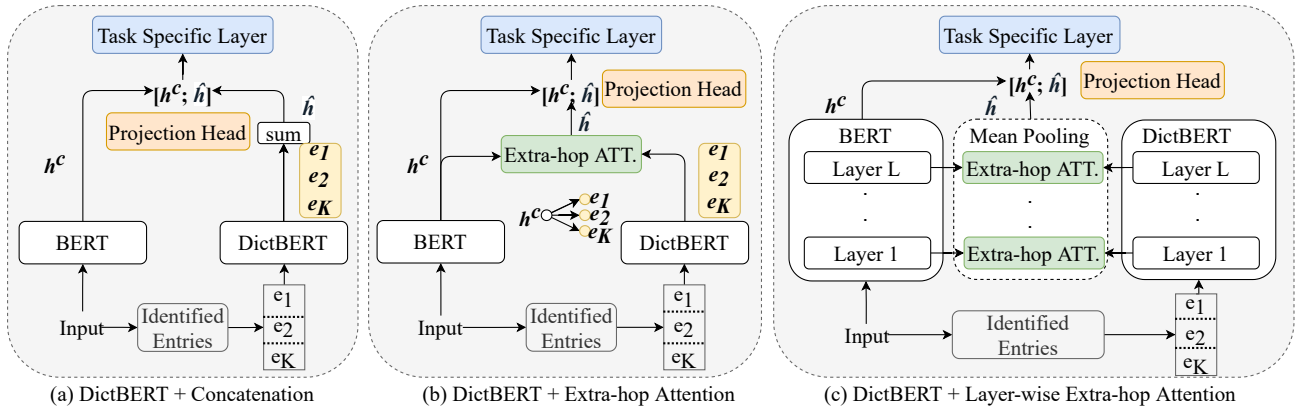 Task Specific Layer
[h^c; ĥ]
ĥ
Projection Head
sum
e1
e2
eK
h^c
BERT
DictBERT
Input
Identified
Entries
e1
e2
eK
(a) DictBERT + Concatenation
Task Specific Layer
[h^c; ĥ]
Projection Head
ĥ
h^c
Extra-hop ATT.
e1
e2
eK
h^c
e1
e2
eK
BERT
DictBERT
Input
Identified
Entries
e1
e2
eK
(b) DictBERT + Extra-hop Attention
Task Specific Layer
[h^c; ĥ]
Projection Head
h^c
ĥ
BERT
Mean Pooling
DictBERT
Layer L
Extra-hop ATT.
Layer L
Layer 1
Extra-hop ATT.
Layer 1
Input
Identified
Entries
e1
e2
eK
(c) DictBERT + Layer-wise Extra-hop Attention